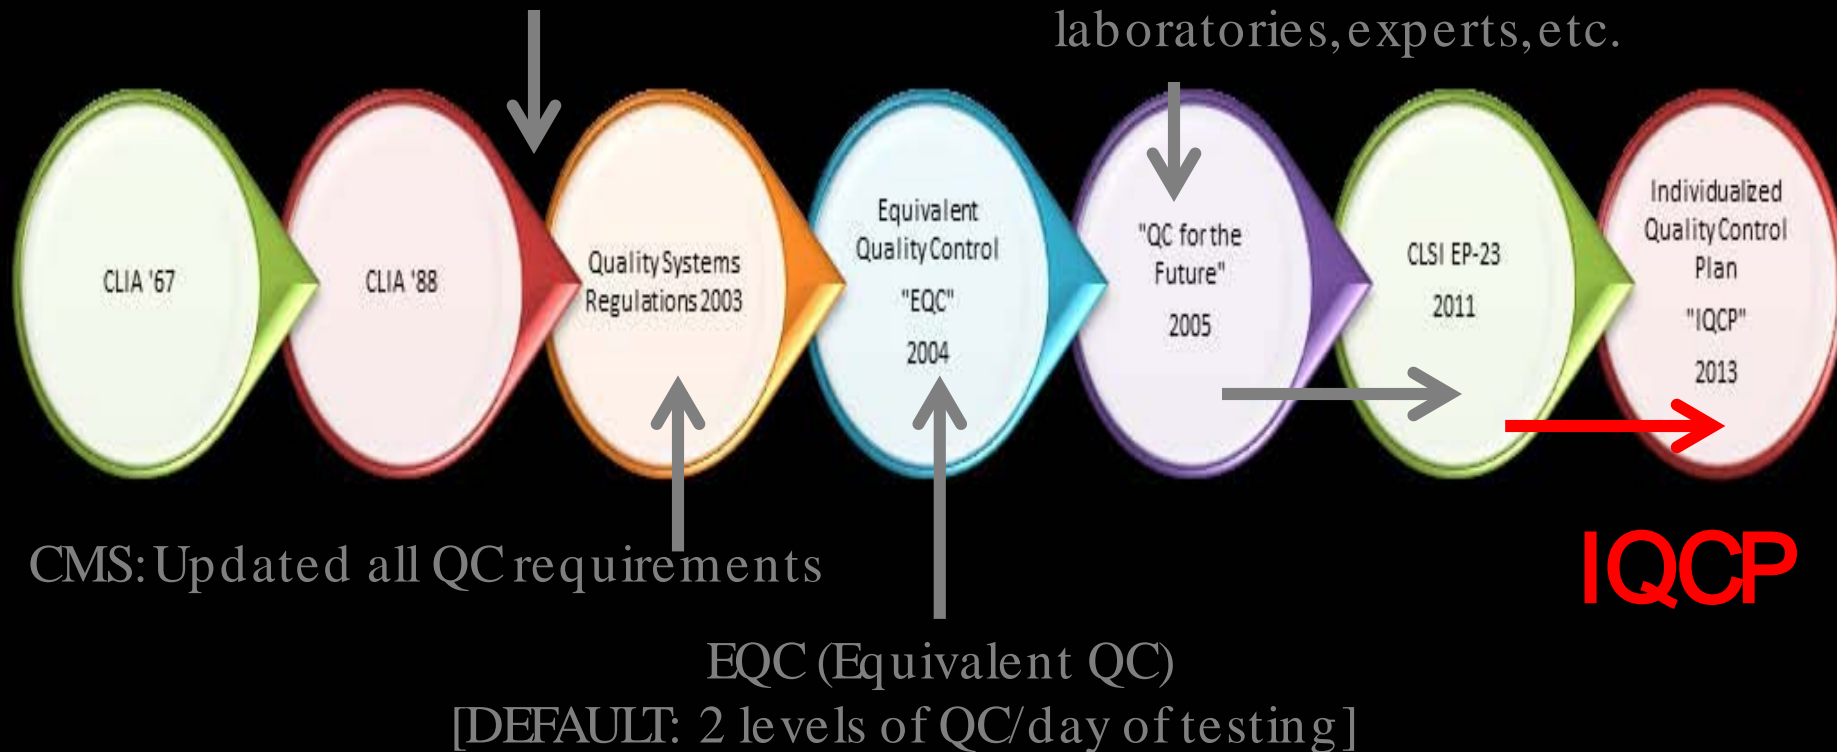 laboratories, experts, etc.
CLIA '67
CLIA '88
Quality Systems
Regulations 2003
Equivalent
Quality Control
"EQC"
2004
"QC for the
Future"
2005
CLSI EP-23
2011
Individualized
Quality Control
Plan
"IQCP"
2013
CMS: Updated all QC requirements
IQCP
EQC (Equivalent QC)
[DEFAULT: 2 levels of QC/day of testing]